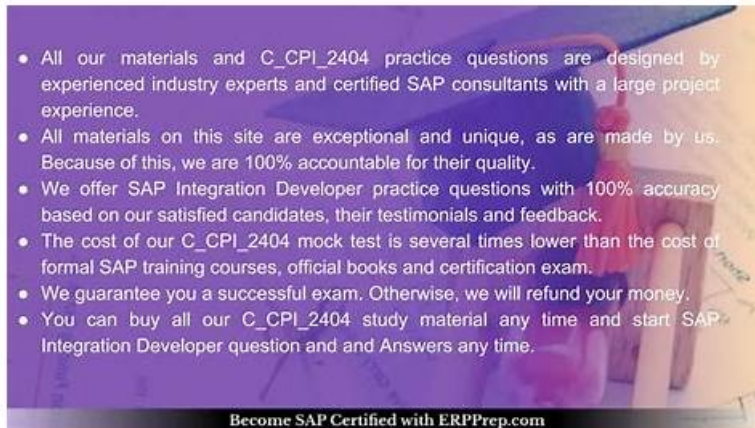 • All our materials and C_CPI_2404 practice questions are designed by
experienced industry experts and certified SAP consultants with a large project
experience.
• All materials on this site are exceptional and unique, as are made by us.
Because of this, we are 100% accountable for their quality.
• We offer SAP Integration Developer practice questions with 100% accuracy
based on our satisfied candidates, their testimonials and feedback.
• The cost of our C_CPI_2404 mock test is several times lower than the cost of
formal SAP training courses, official books and certification exam.
• We guarantee you a successful exam. Otherwise, we will refund your money.
• You can buy all our C_CPI_2404 study material any time and start SAP
Integration Developer question and and Answers any time.
Become SAP Certified with ERPPrep.com